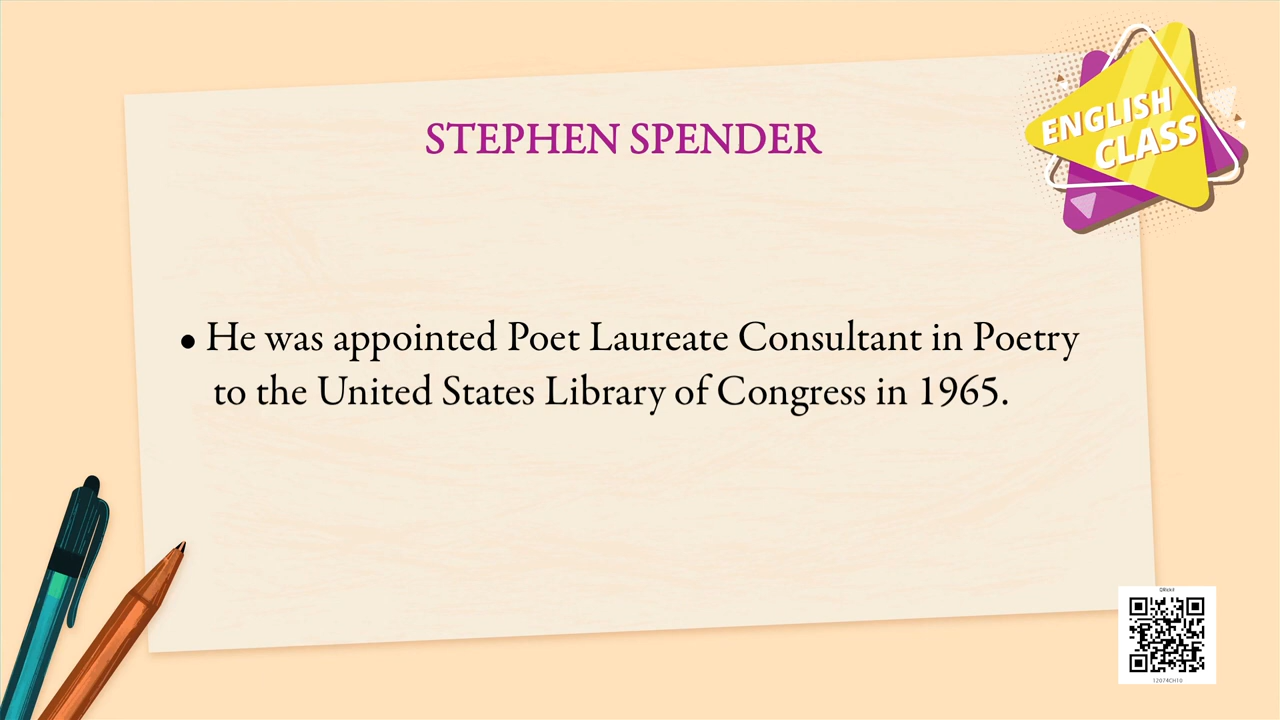 ENGLISH
CLASS
STEPHEN SPENDER
• He was appointed Poet Laureate Consultant in Poetry
to the United States Library of Congress in 1965.
12074CH10